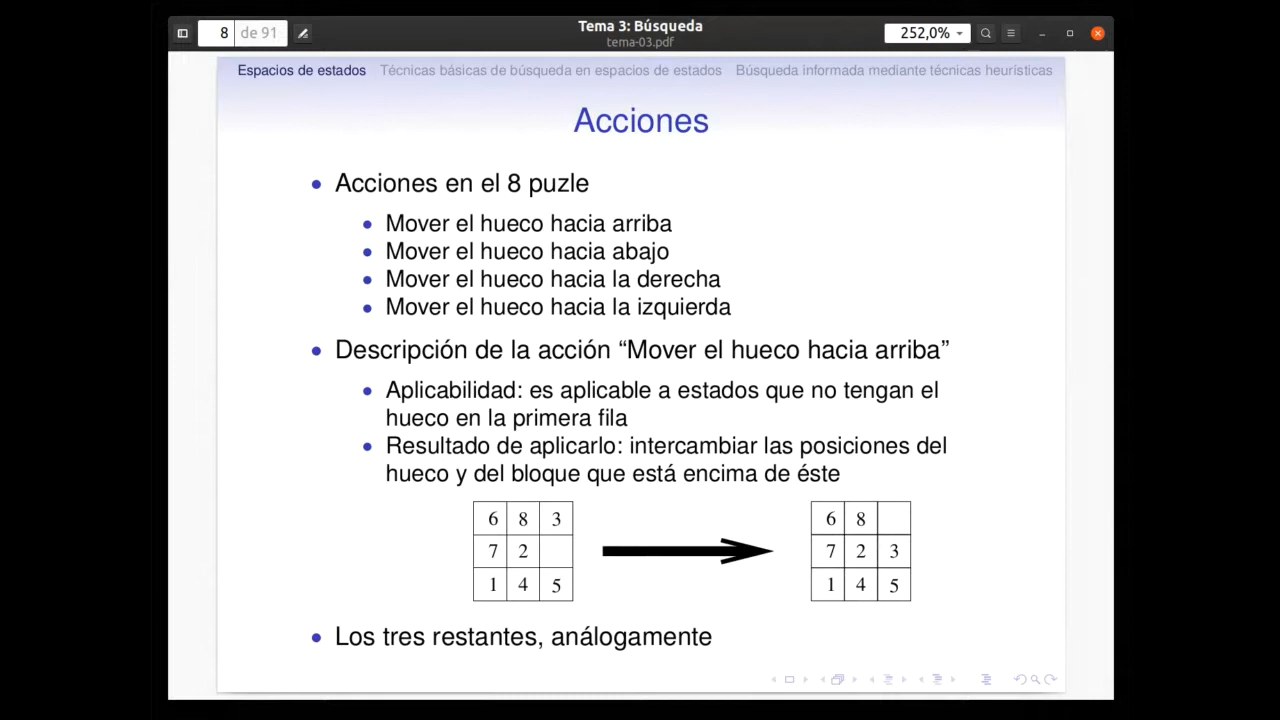 8 de 91
Tema 3: Búsqueda
tema-03.pdf
252,0%
Espacios de estados Técnicas básicas de búsqueda en espacios de estados Búsqueda informada mediante técnicas heurísticas
Acciones
Acciones en el 8 puzle
Mover el hueco hacia arriba
Mover el hueco hacia abajo
Mover el hueco hacia la derecha
Mover el hueco hacia la izquierda
Descripción de la acción “Mover el hueco hacia arriba”
Aplicabilidad: es aplicable a estados que no tengan el
hueco en la primera fila
Resultado de aplicarlo: intercambiar las posiciones del
hueco y del bloque que está encima de éste
6 8 3
7 2
1 4 5
6 8
7 2 3
1 4 5
Los tres restantes, análogamente